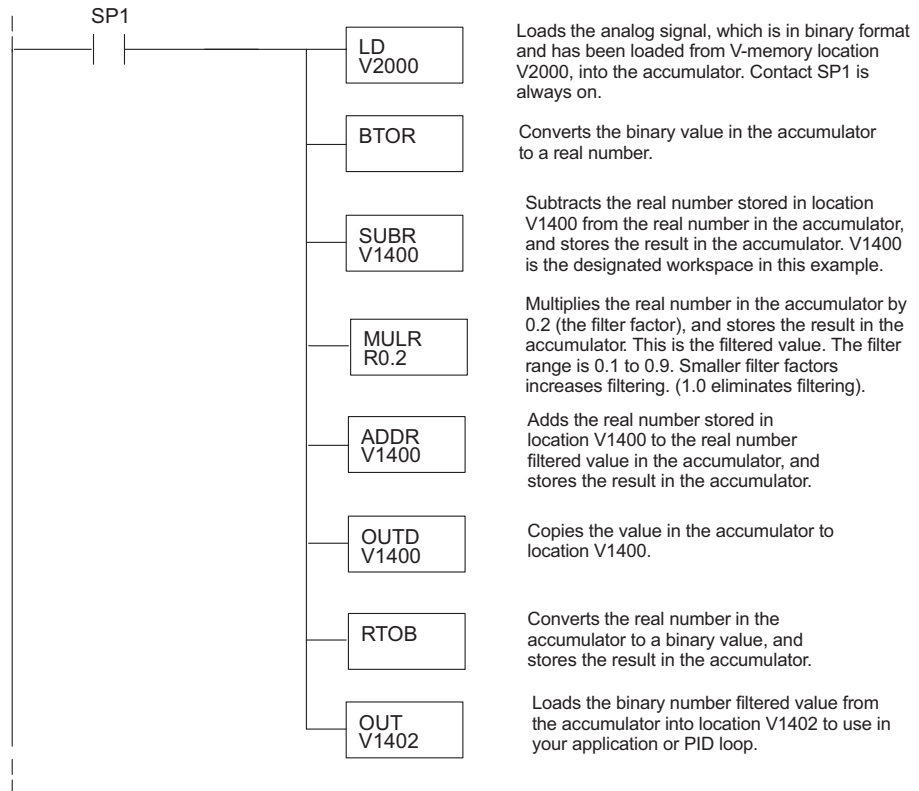 SP1
LD
V2000
Loads the analog signal, which is in binary format
and has been loaded from V-memory location
V2000, into the accumulator. Contact SP1 is
always on.
BTOR
Converts the binary value in the accumulator
to a real number.
SUBR
V1400
Subtracts the real number stored in location
V1400 from the real number in the accumulator,
and stores the result in the accumulator. V1400
is the designated workspace in this example.
MULR
R0.2
Multiplies the real number in the accumulator by
0.2 (the filter factor), and stores the result in the
accumulator. This is the filtered value. The filter
range is 0.1 to 0.9. Smaller filter factors
increases filtering. (1.0 eliminates filtering).
ADDR
V1400
Adds the real number stored in
location V1400 to the real number
filtered value in the accumulator, and
stores the result in the accumulator.
OUTD
V1400
Copies the value in the accumulator to
location V1400.
RTOB
Converts the real number in the
accumulator to a binary value, and
stores the result in the accumulator.
OUT
V1402
Loads the binary number filtered value from
the accumulator into location V1402 to use in
your application or PID loop.